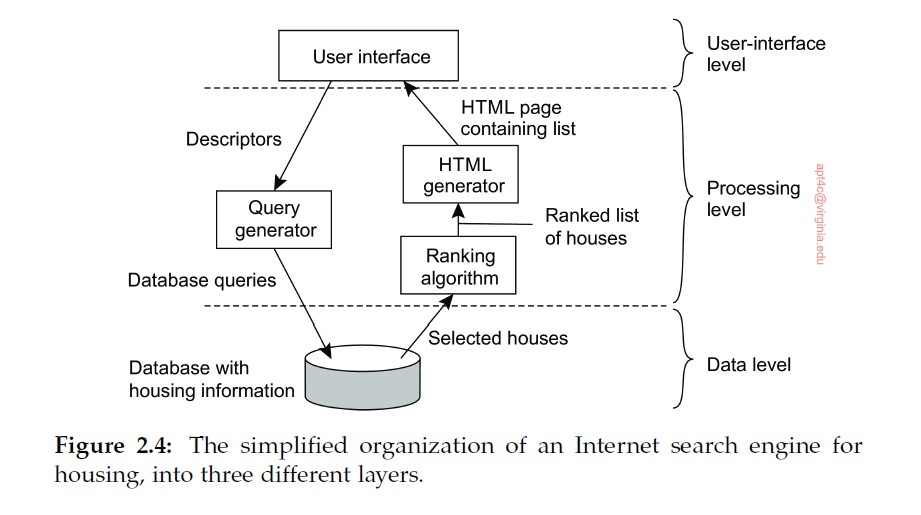 User interface
User-interface
level
HTML page
containing list
Descriptors
HTML
generator
Processing
level
Query
generator
Ranked list
of houses
Ranking
algorithm
Database queries
Selected houses
Database with
housing information
Data level
apt4c@virginia.edu
Figure 2.4: The simplified organization of an Internet search engine for
housing, into three different layers.